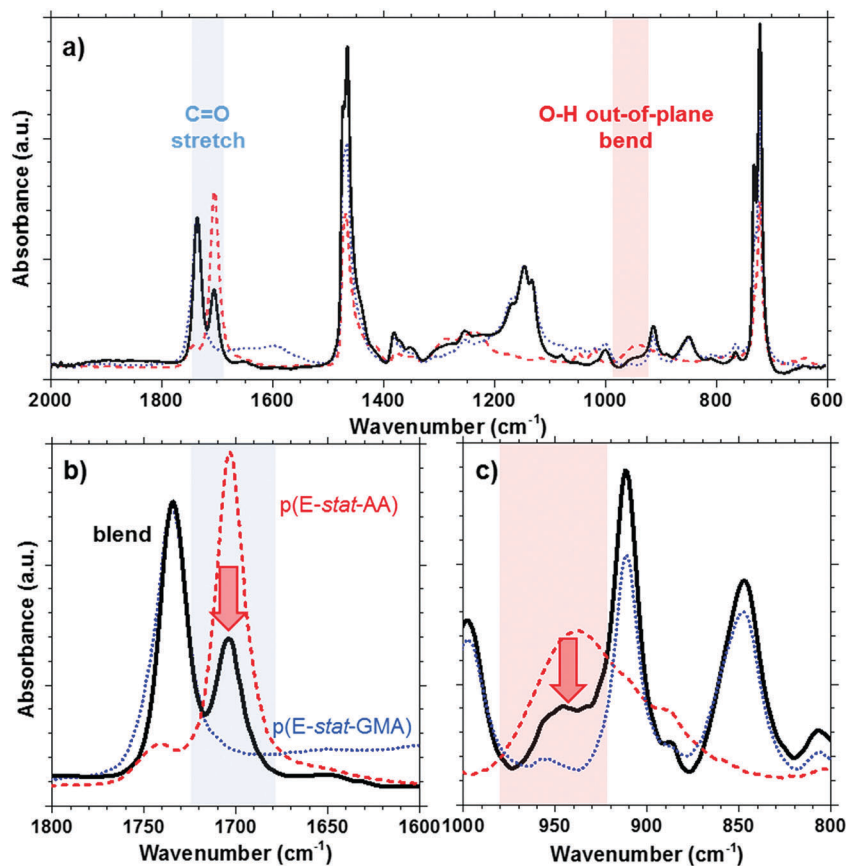 a)
C=O
stretch
O-H out-of-plane
bend
Absorbance (a.u.)
2000 1800 1600 1400 1200 1000 800 600
Wavenumber (cm⁻¹)
b)
blend
p(E-stat-AA)
p(E-stat-GMA)
Absorbance (a.u.)
1800 1750 1700 1650 1600
Wavenumber (cm⁻¹)
c)
1000 950 900 850 800
Wavenumber (cm⁻¹)